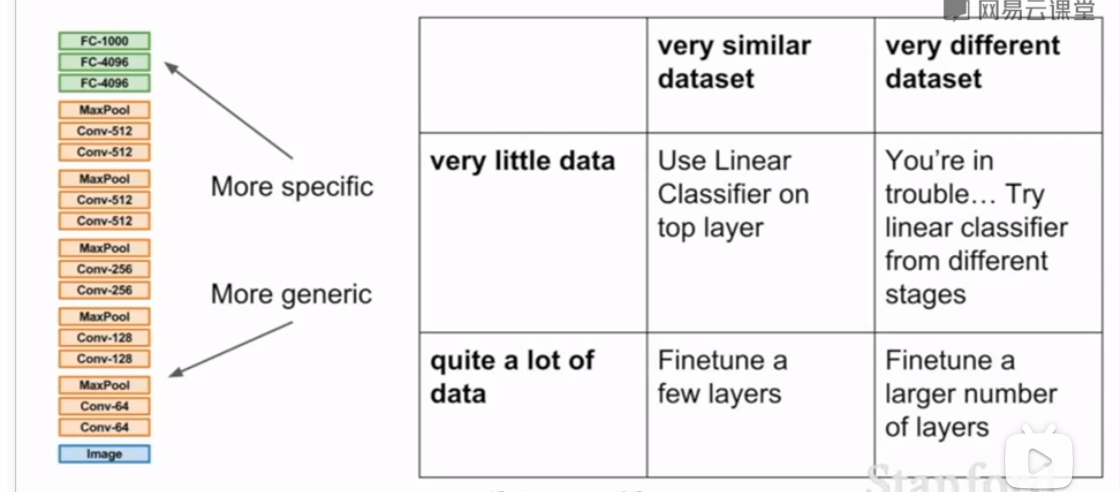 网易云课堂
FC-1000
FC-4096
FC-4096
MaxPool
Conv-512
Conv-512
MaxPool
Conv-512
Conv-512
MaxPool
Conv-256
Conv-256
MaxPool
Conv-128
Conv-128
MaxPool
Conv-64
Conv-64
Image
More specific
More generic
very similar
dataset
very different
dataset
very little data
Use Linear
Classifier on
top layer
You’re in
trouble… Try
linear classifier
from different
stages
quite a lot of
data
Finetune a
few layers
Finetune a
larger number
of layers